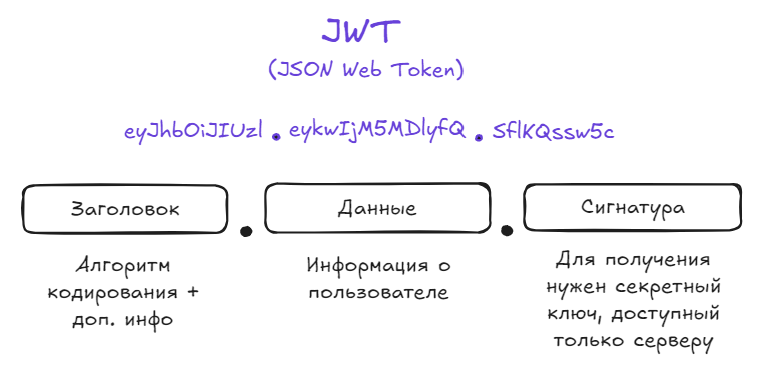 JWT
(JSON Web Token)
eyJhbOiJIUzl . eykwIjM5MDlyfQ . SflKQssw5c
Заголовок . Данные . Сигнатура
Алгоритм
кодирования +
доп. инфо
Информация о
пользователе
Для получения
нужен секретный
ключ, доступный
только серверу